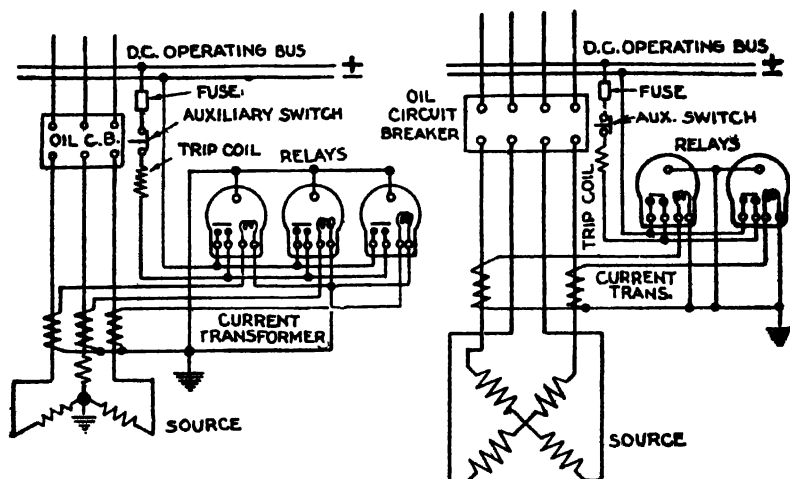 D.C. OPERATING BUS
+
−
FUSE.
AUXILIARY SWITCH
OIL C.B.
TRIP COIL
RELAYS
CURRENT
TRANSFORMER
SOURCE
D.C. OPERATING BUS
+
−
OIL
CIRCUIT
BREAKER
FUSE
AUX. SWITCH
RELAYS
TRIP COIL
CURRENT
TRANS.
SOURCE